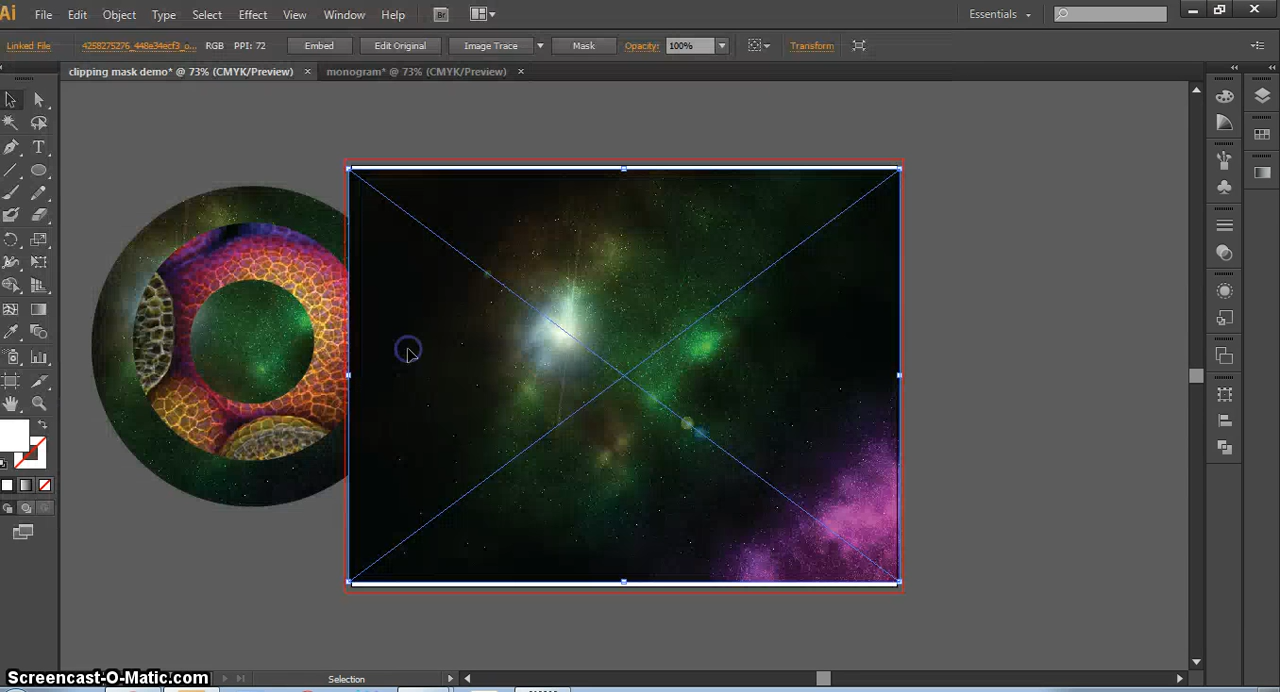 Ai File Edit Object Type Select Effect View Window Help Br Essentials
Linked File 4258275276_448e34ecf3_o... RGB PPI: 72 Embed Edit Original Image Trace Mask Opacity: 100% Transform
clipping mask demo* @ 73% (CMYK/Preview) × monogram* @ 73% (CMYK/Preview) ×
T
Screencast-O-Matic.com Selection